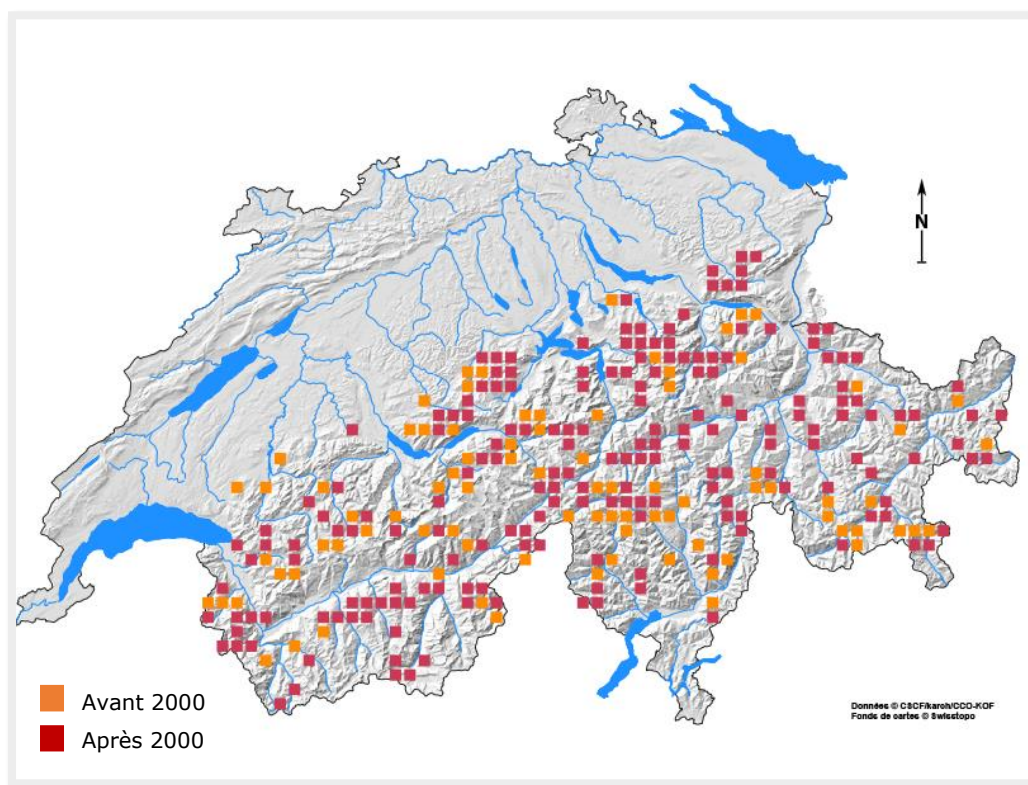 N
Avant 2000
Après 2000
Données © CSCF/karch/CCO-KOF
Fonds de cartes © Swisstopo